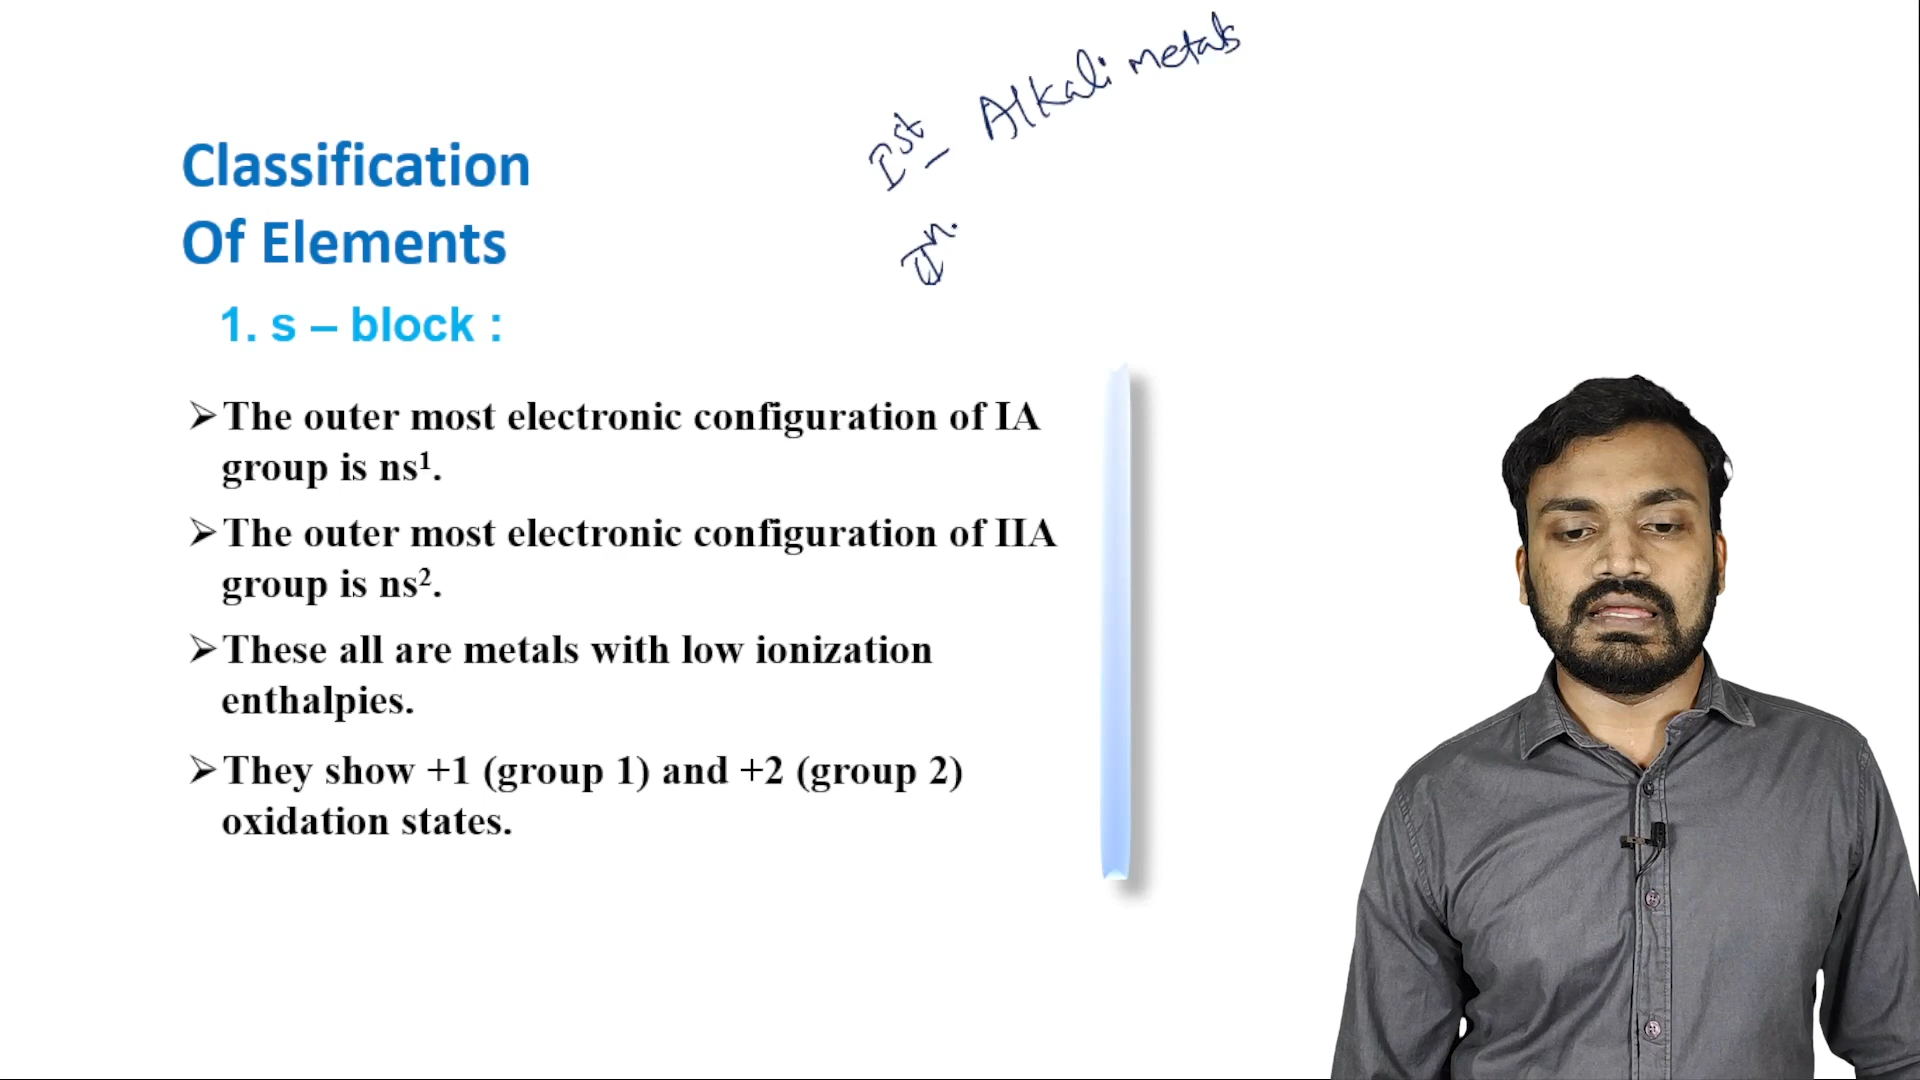 Ist – Alkali metals
IIn.
Classification
Of Elements
1. s – block :
➢The outer most electronic configuration of IA
group is ns¹.
➢The outer most electronic configuration of IIA
group is ns².
➢These all are metals with low ionization
enthalpies.
➢They show +1 (group 1) and +2 (group 2)
oxidation states.